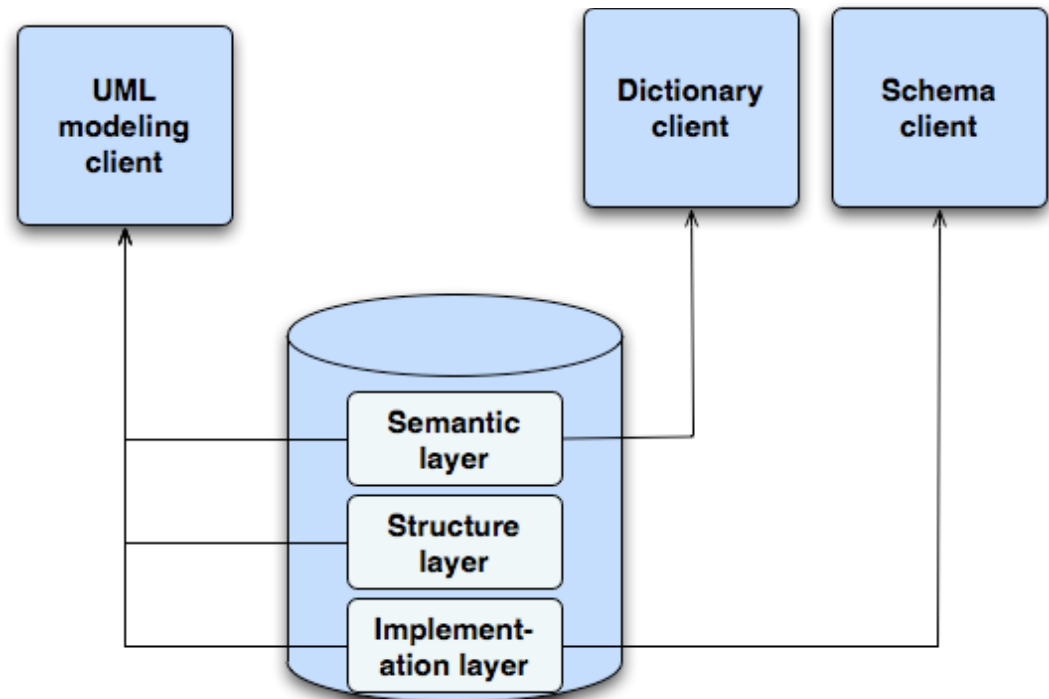 UML
modeling
client
Dictionary
client
Schema
client
Semantic
layer
Structure
layer
Implement-
ation layer